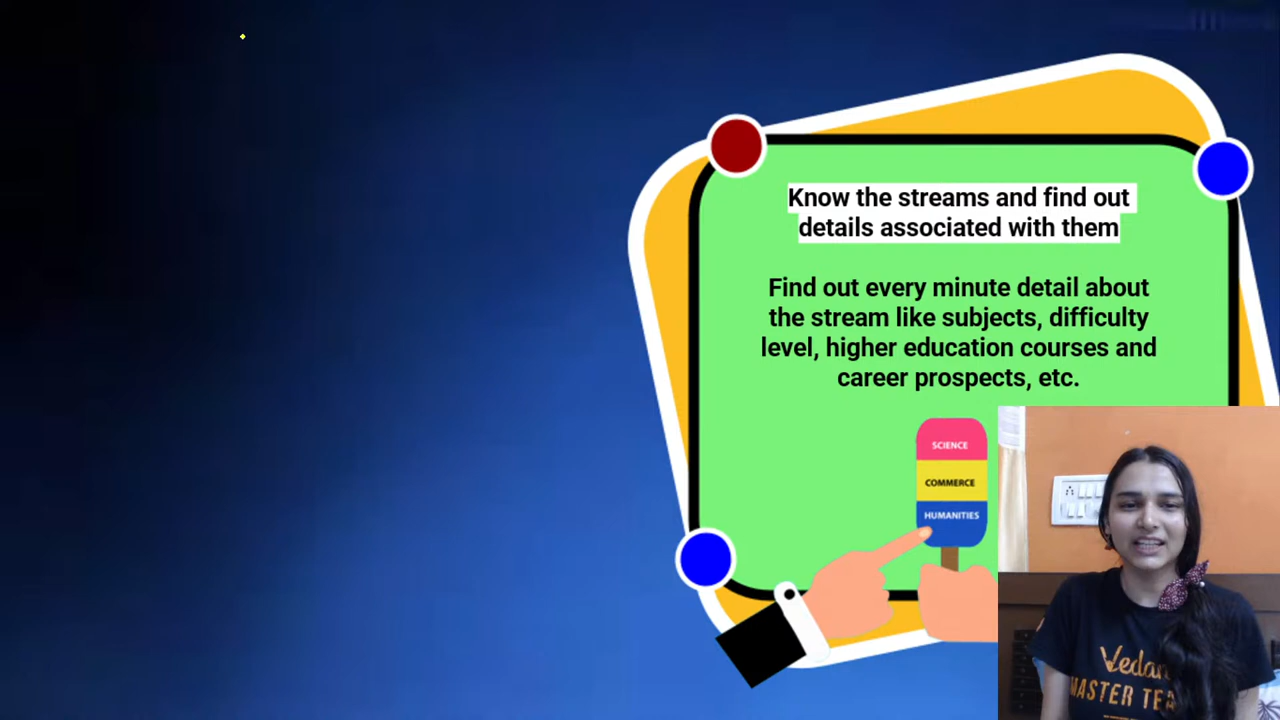 Know the streams and find out
details associated with them
Find out every minute detail about
the stream like subjects, difficulty
level, higher education courses and
career prospects, etc.
SCIENCE
COMMERCE
HUMANITIES